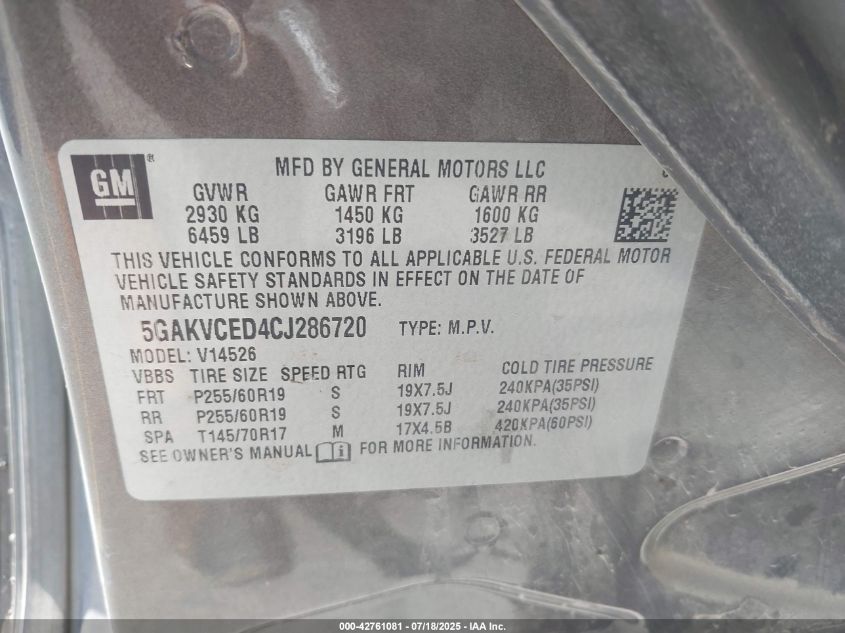 GM ®
MFD BY GENERAL MOTORS LLC
GVWR GAWR FRT GAWR RR
2930 KG 1450 KG 1600 KG
6459 LB 3196 LB 3527 LB
THIS VEHICLE CONFORMS TO ALL APPLICABLE U.S. FEDERAL MOTOR
VEHICLE SAFETY STANDARDS IN EFFECT ON THE DATE OF
MANUFACTURE SHOWN ABOVE.
5GAKVCED4CJ286720 TYPE: M.P.V.
MODEL: V14526
VBBS TIRE SIZE SPEED RTG RIM COLD TIRE PRESSURE
FRT P255/60R19 S 19X7.5J 240KPA(35PSI)
RR P255/60R19 S 19X7.5J 240KPA(35PSI)
SPA T145/70R17 M 17X4.5B 420KPA(60PSI)
SEE OWNER'S MANUAL i FOR MORE INFORMATION.
000-42761081 - 07/18/2025 - IAA Inc.